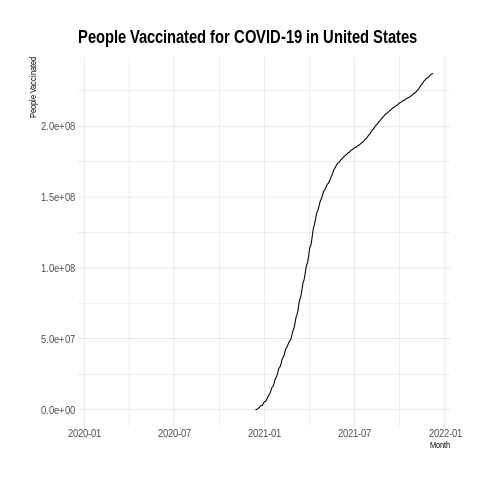 People Vaccinated for COVID-19 in United States
People Vaccinated
2.0e+08
1.5e+08
1.0e+08
5.0e+07
0.0e+00
2020-01 2020-07 2021-01 2021-07 2022-01
Month